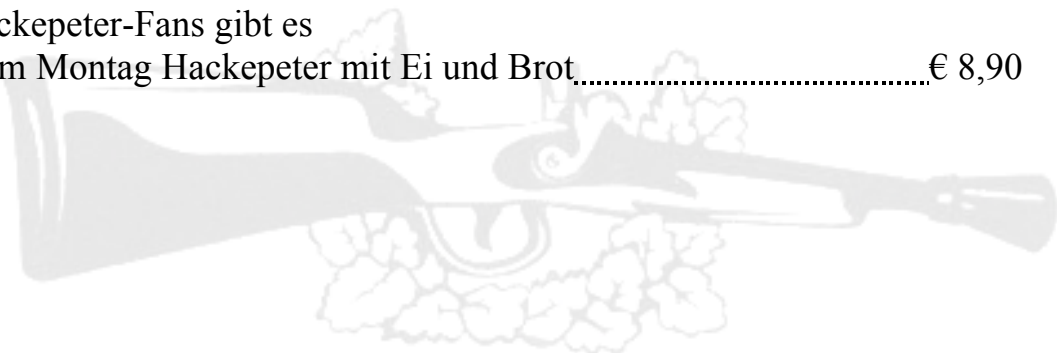 ckepeter-Fans gibt es
m Montag Hackepeter mit Ei und Brot € 8,90